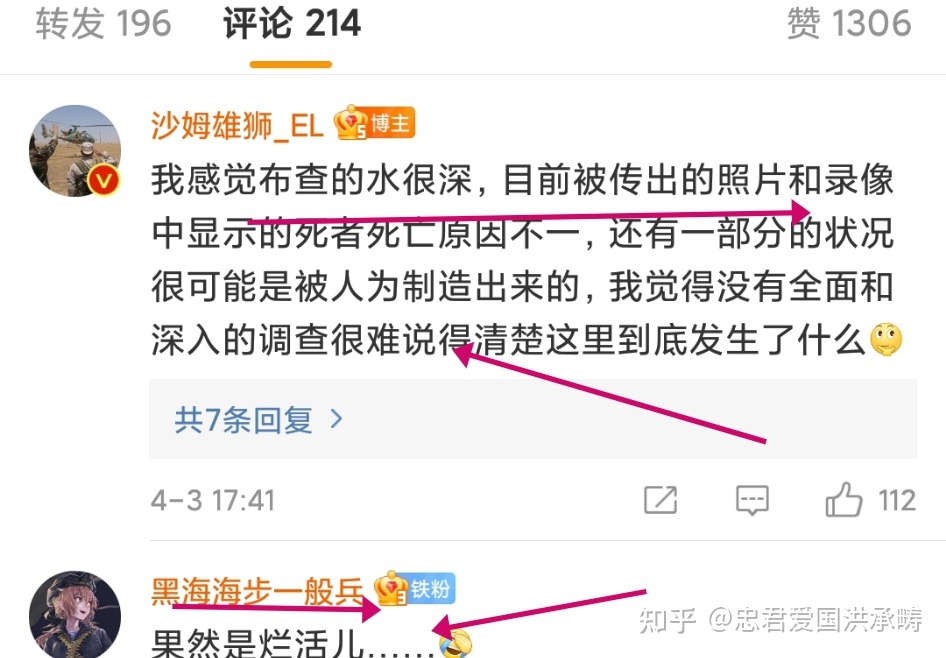 转发 196 评论 214 赞 1306
沙姆雄狮_EL 5 博主
V
我感觉布查的水很深，目前被传出的照片和录像
中显示的死者死亡原因不一，还有一部分的状况
很可能是被人为制造出来的，我觉得没有全面和
深入的调查很难说得清楚这里到底发生了什么
共7条回复 >
4-3 17:41 112
黑海海步一般兵 3 铁粉
知乎 @忠君爱国洪承畴
果然是烂活儿……